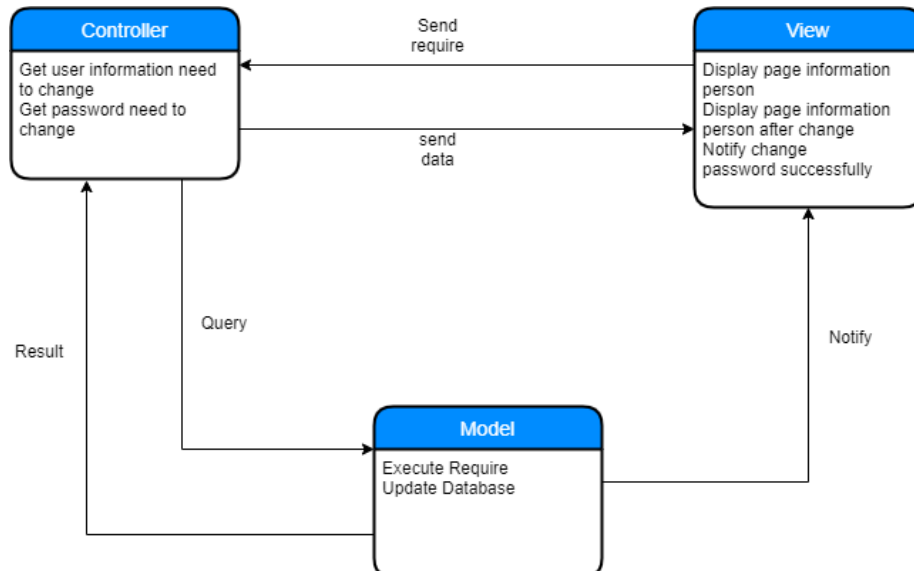 Controller
Get user information need
to change
Get password need to
change
Send
require
send
data
View
Display page information
person
Display page information
person after change
Notify change
password successfully
Query
Result
Notify
Model
Execute Require
Update Database